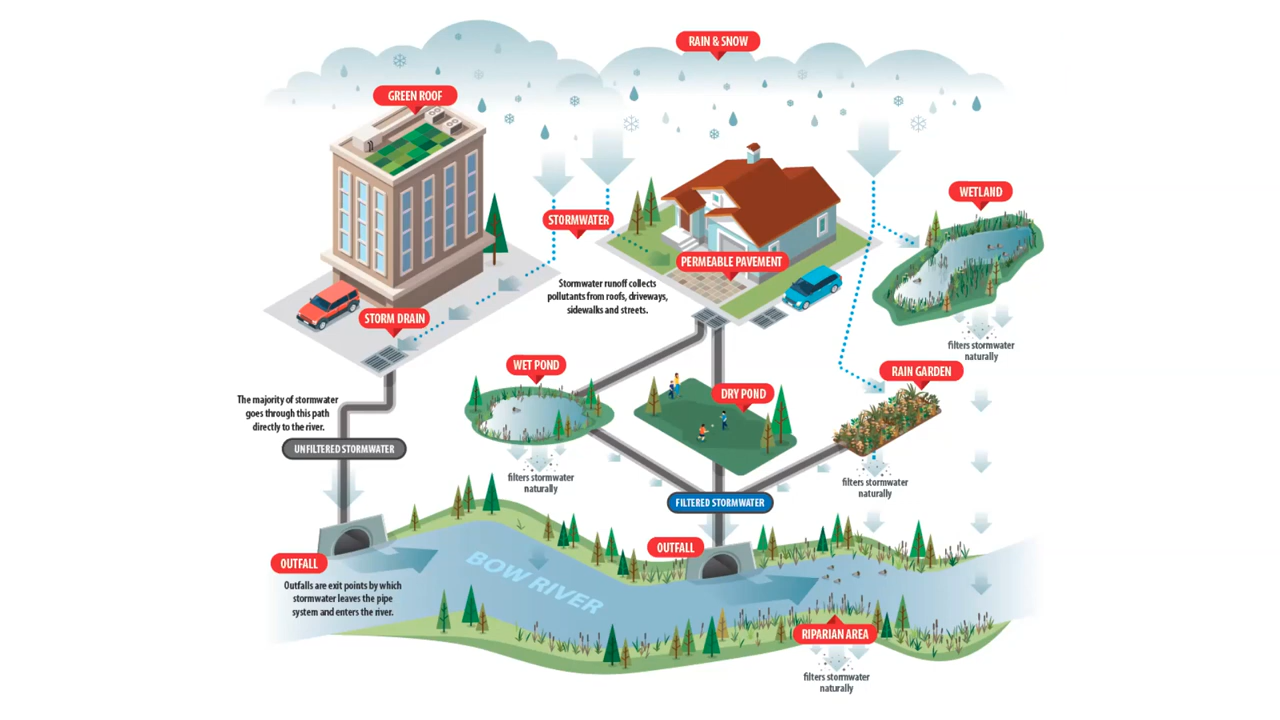 RAIN & SNOW
GREEN ROOF
WETLAND
STORMWATER
PERMEABLE PAVEMENT
Stormwater runoff collects
pollutants from roofs, driveways,
sidewalks and streets.
STORM DRAIN
filters stormwater
naturally
WET POND
RAIN GARDEN
DRY POND
The majority of stormwater
goes through this path
directly to the river.
UNFILTERED STORMWATER
filters stormwater
naturally
filters stormwater
naturally
FILTERED STORMWATER
OUTFALL
OUTFALL
BOW RIVER
Outfalls are exit points by which
stormwater leaves the pipe
system and enters the river.
RIPARIAN AREA
filters stormwater
naturally